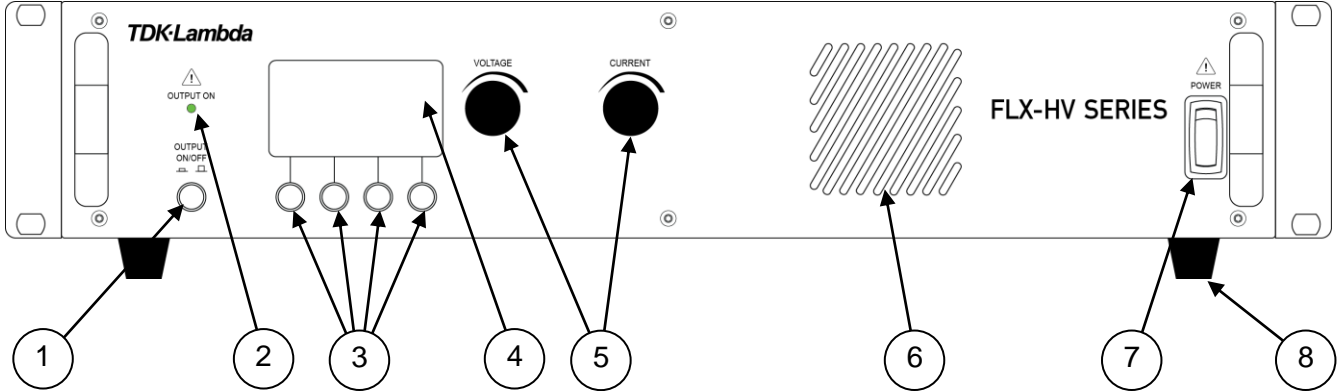 TDK·Lambda
OUTPUT ON
OUTPUT
ON/OFF
VOLTAGE
CURRENT
FLX-HV SERIES
POWER
1
2
3
4
5
6
7
8